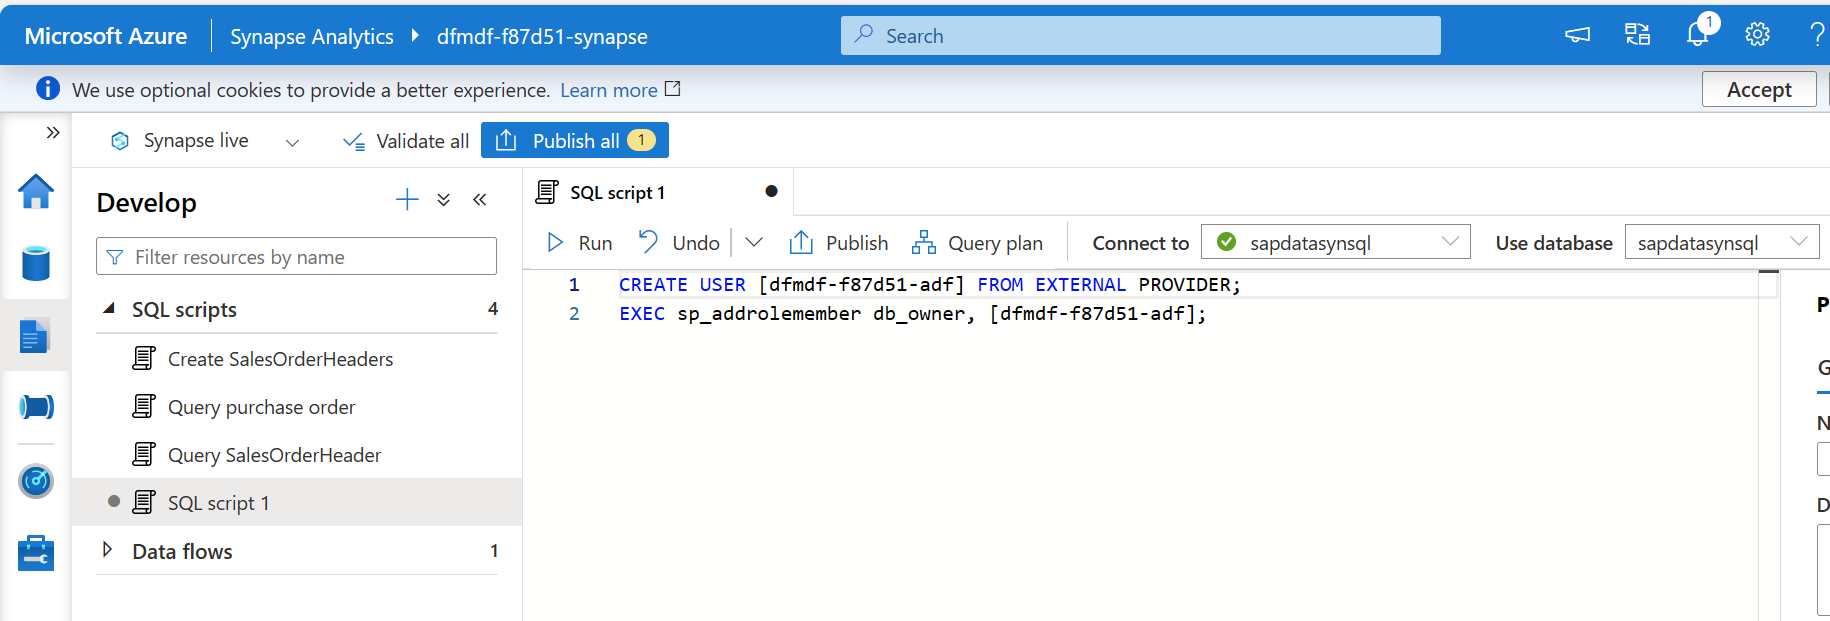 Microsoft Azure Synapse Analytics dfmdf-f87d51-synapse Search 1
We use optional cookies to provide a better experience. Learn more Accept
Synapse live Validate all Publish all 1
Develop
Filter resources by name
SQL scripts 4
Create SalesOrderHeaders
Query purchase order
Query SalesOrderHeader
SQL script 1
Data flows 1
SQL script 1
Run Undo Publish Query plan Connect to sapdatasynsql Use database sapdatasynsql
1 CREATE USER [dfmdf-f87d51-adf] FROM EXTERNAL PROVIDER;
2 EXEC sp_addrolemember db_owner, [dfmdf-f87d51-adf];